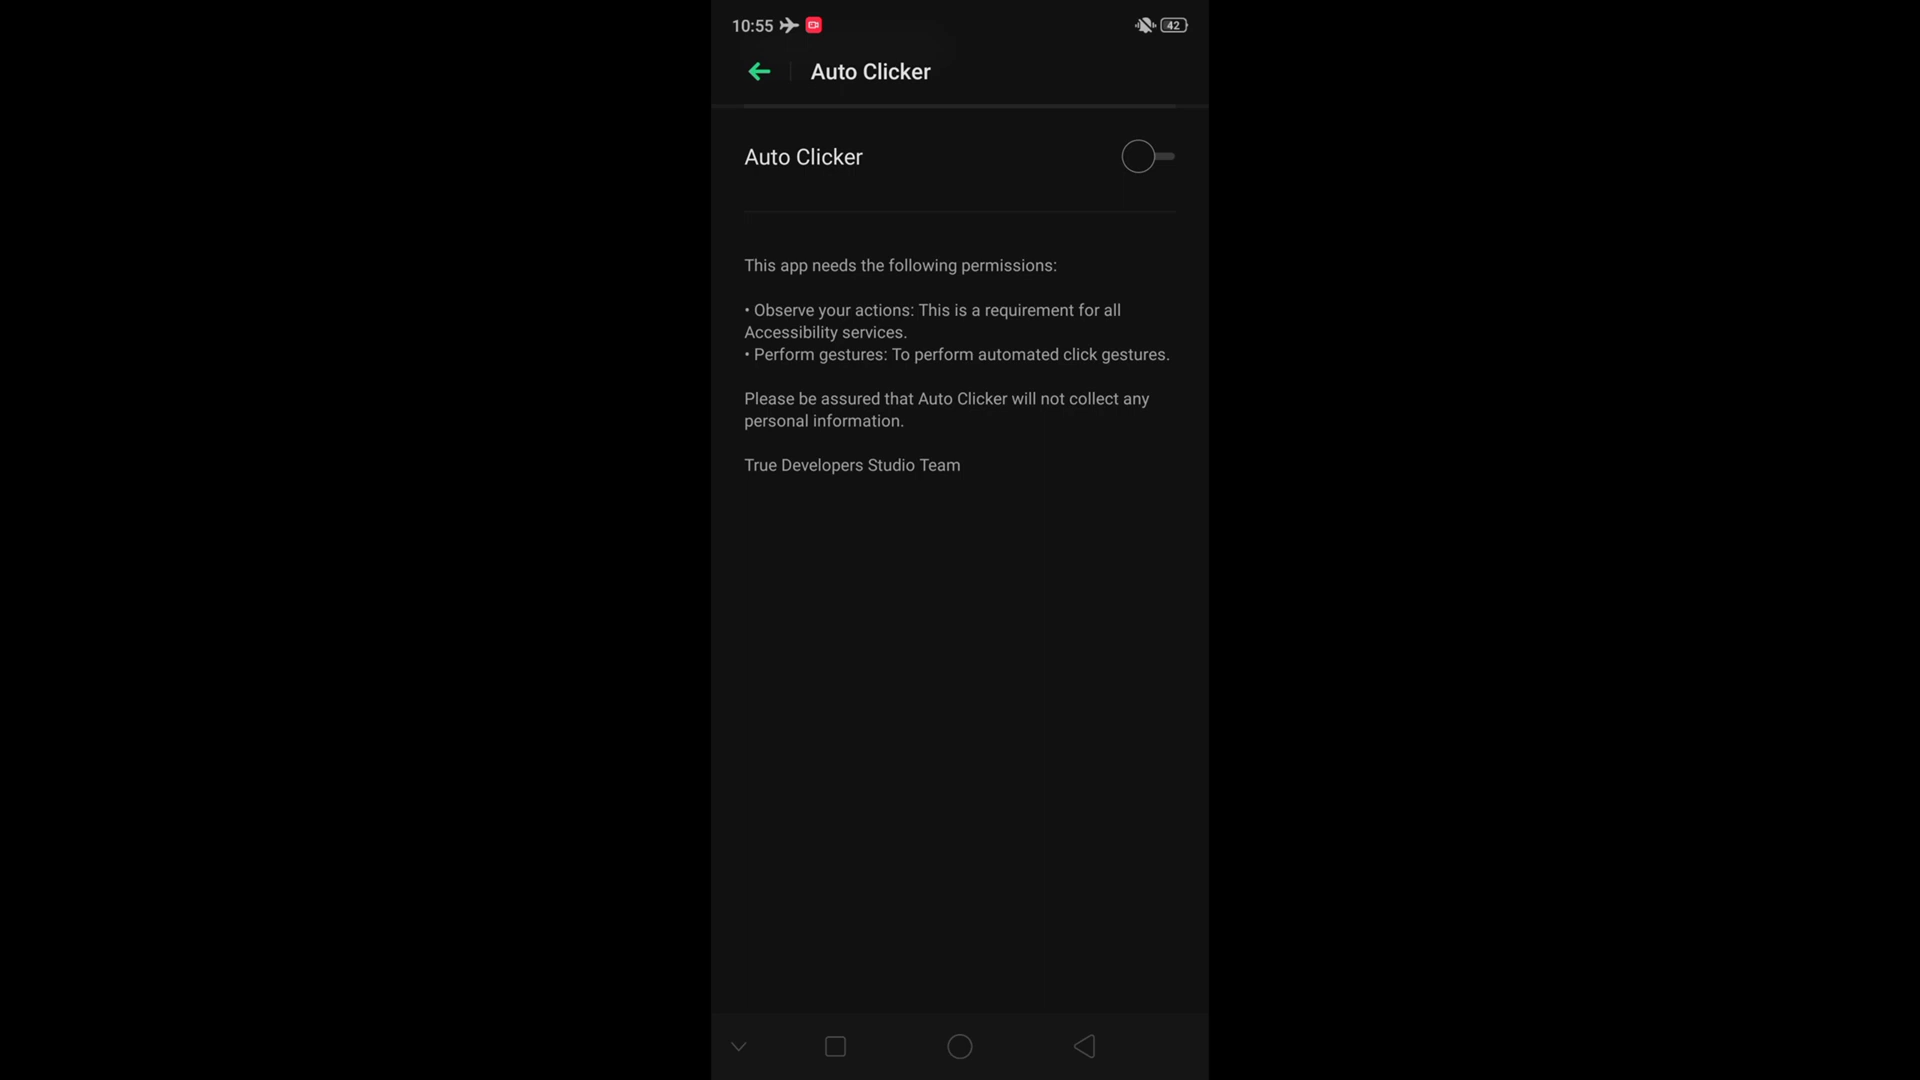 10:55
42
Auto Clicker
Auto Clicker
This app needs the following permissions:
• Observe your actions: This is a requirement for all
Accessibility services.
• Perform gestures: To perform automated click gestures.
Please be assured that Auto Clicker will not collect any
personal information.
True Developers Studio Team